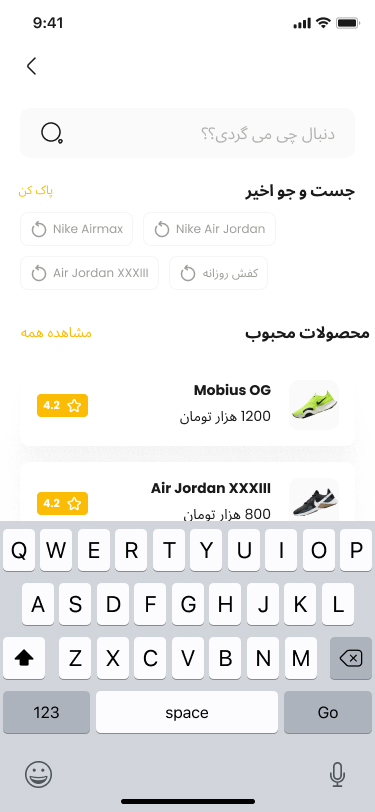 9:41
دنبال چی می گردی؟؟
جست و جو اخیر
پاک کن
Nike Airmax
Nike Air Jordan
Air Jordan XXXIII
کفش روزانه
محصولات محبوب
مشاهده همه
Mobius OG
4.2
1200 هزار تومان
Air Jordan XXXIII
4.2
800 هزار تومان
Q W E R T Y U I O P
A S D F G H J K L
Z X C V B N M
123 space Go